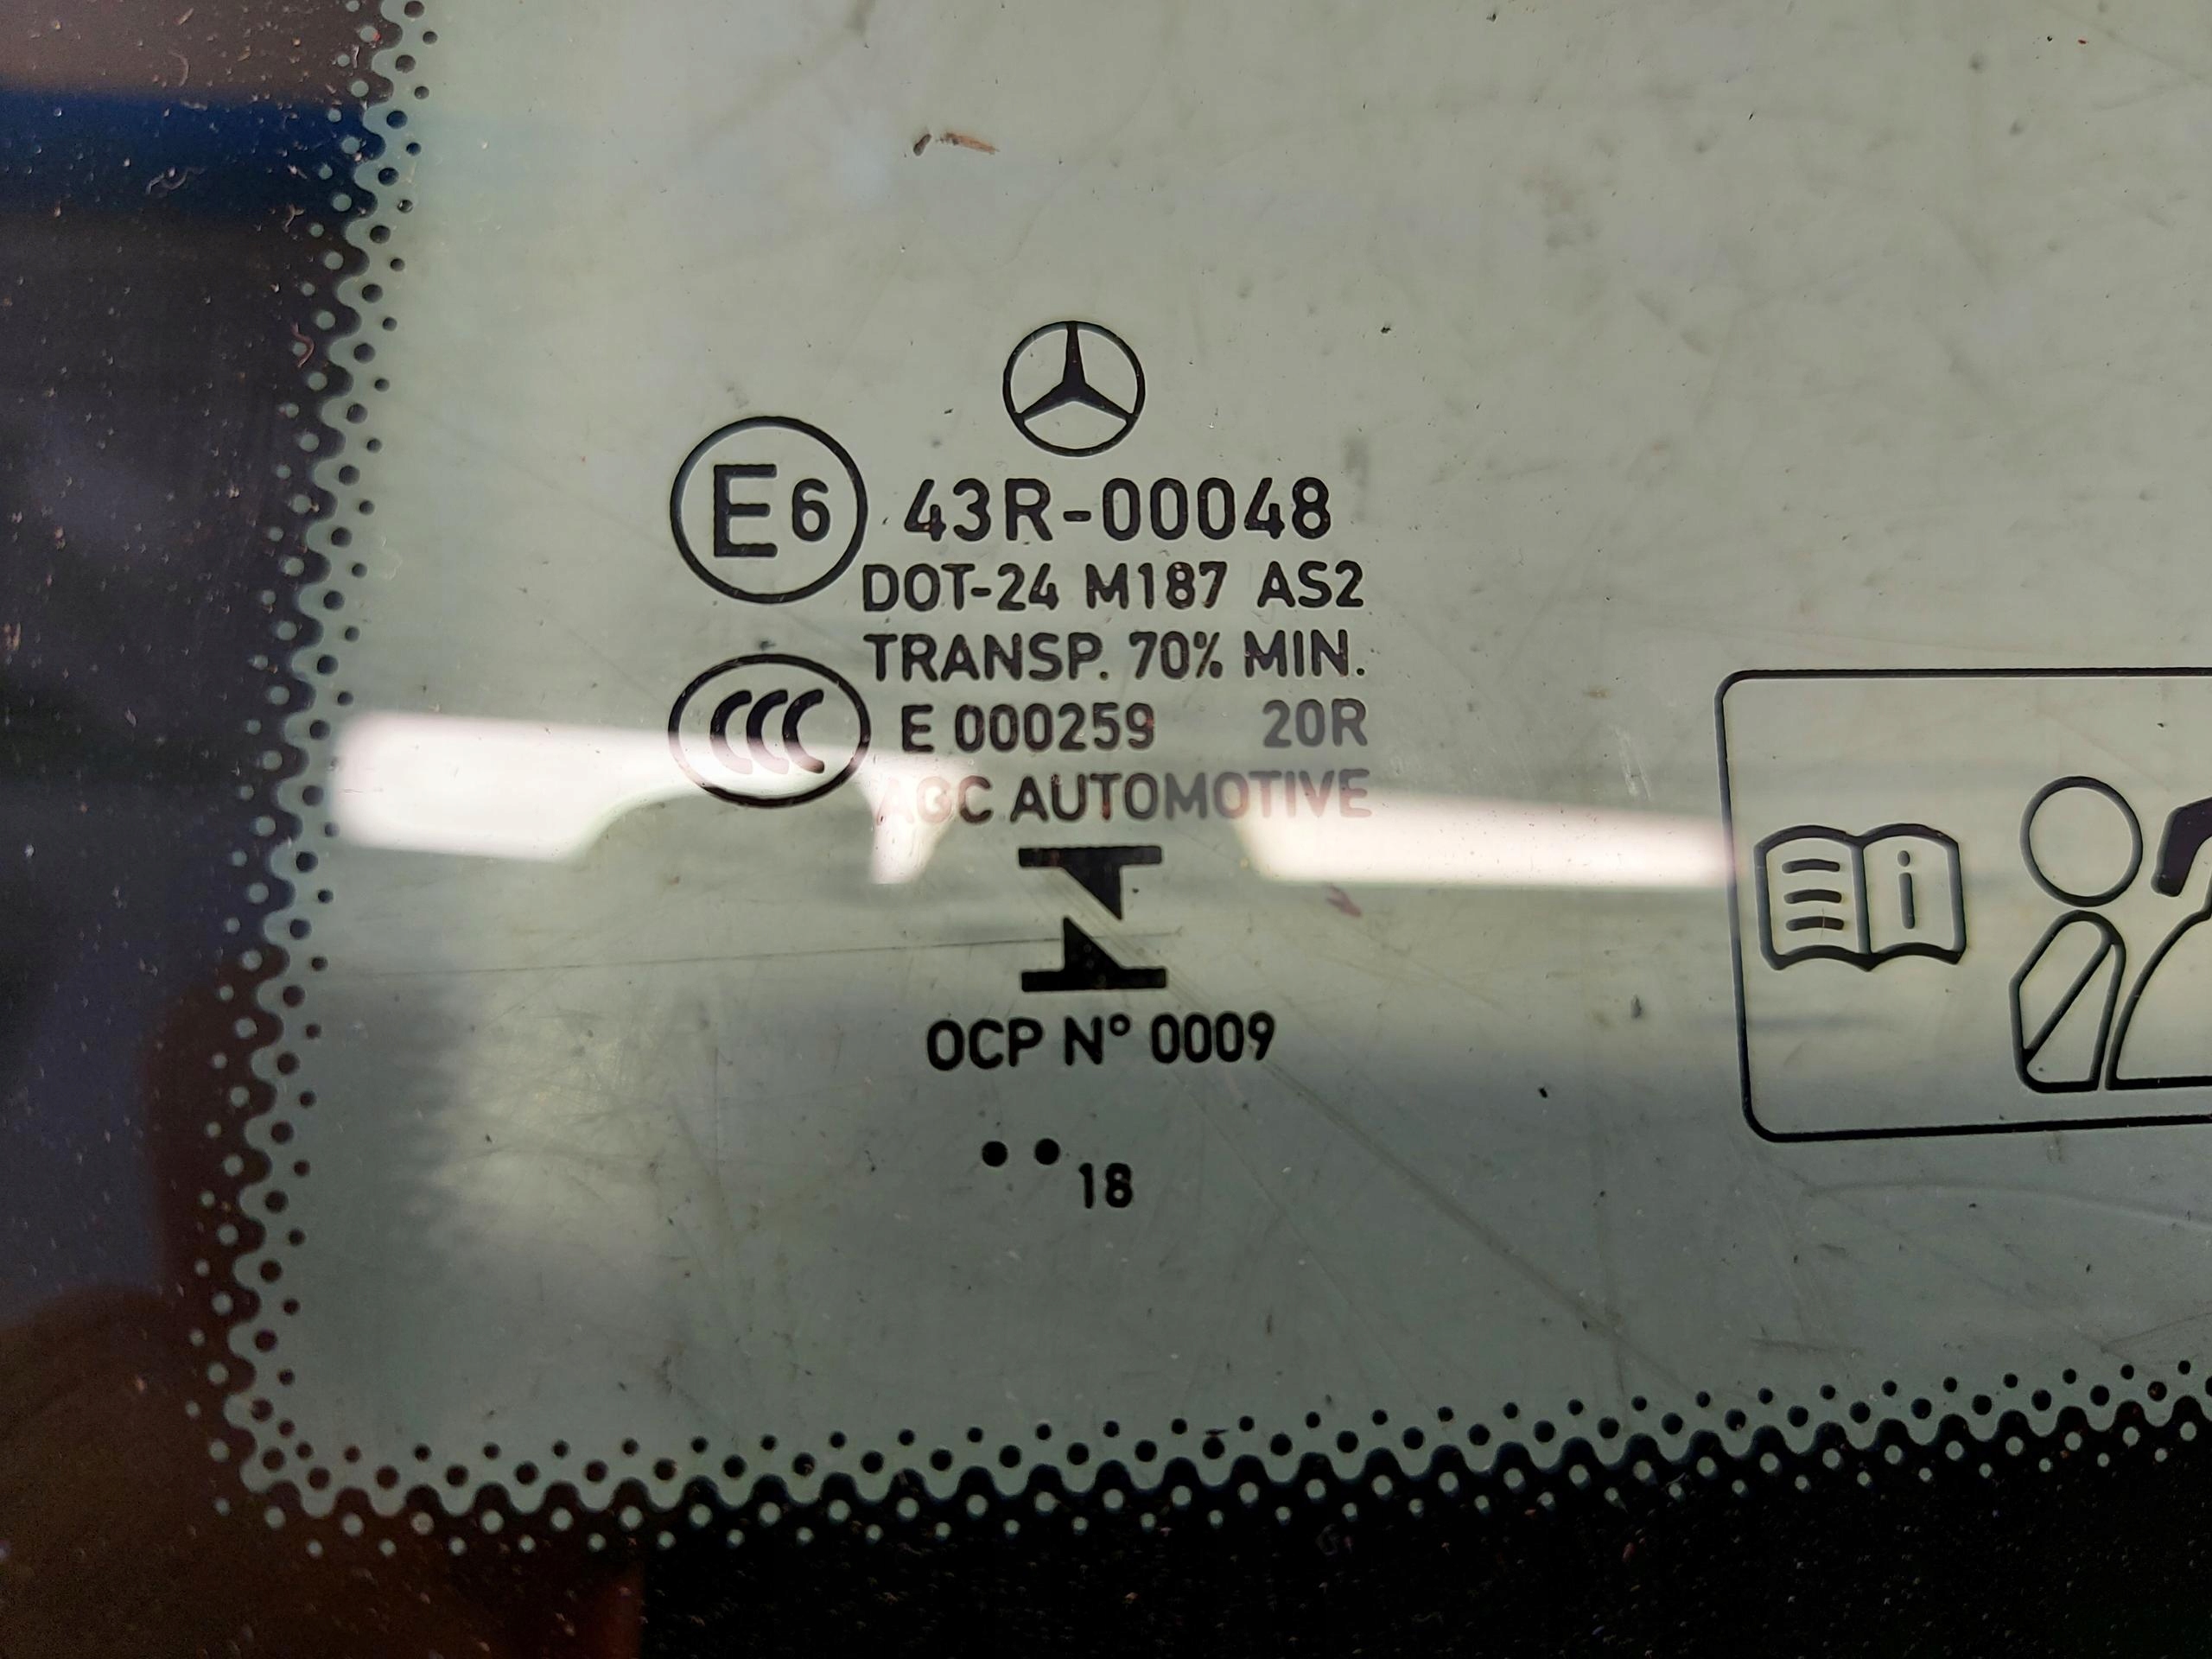 E6 43R-00048
DOT-24 M187 AS2
TRANSP. 70% MIN.
CCC E 000259 20R
AGC AUTOMOTIVE
OCP N° 0009
•• 18
i